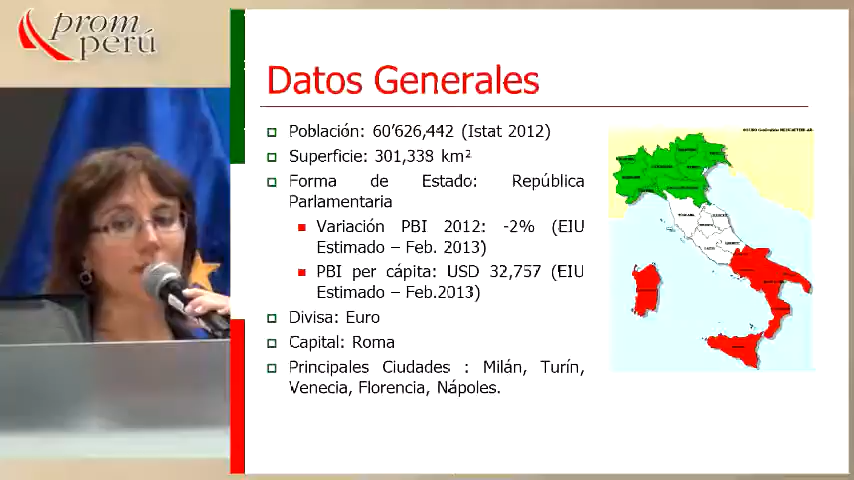 prom
perú
Datos Generales
Población: 60'626,442 (Istat 2012)
Superficie: 301,338 km²
Forma de Estado: República
Parlamentaria
Variación PBI 2012: -2% (EIU
Estimado – Feb. 2013)
PBI per cápita: USD 32,757 (EIU
Estimado – Feb.2013)
Divisa: Euro
Capital: Roma
Principales Ciudades : Milán, Turín,
Venecia, Florencia, Nápoles.